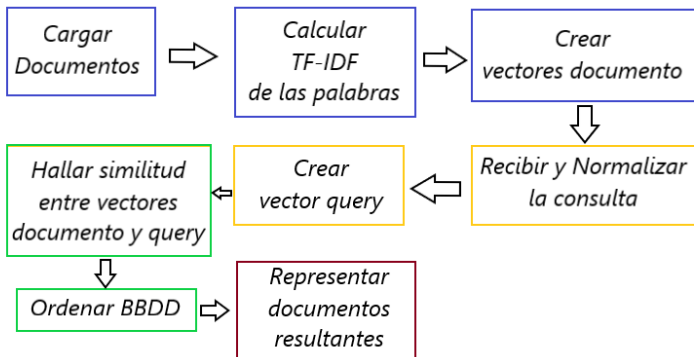 Cargar
Documentos
Calcular
TF-IDF
de las palabras
Crear
vectores documento
Recibir y Normalizar
la consulta
Crear
vector query
Hallar similitud
entre vectores
documento y query
Ordenar BBDD
Representar
documentos
resultantes